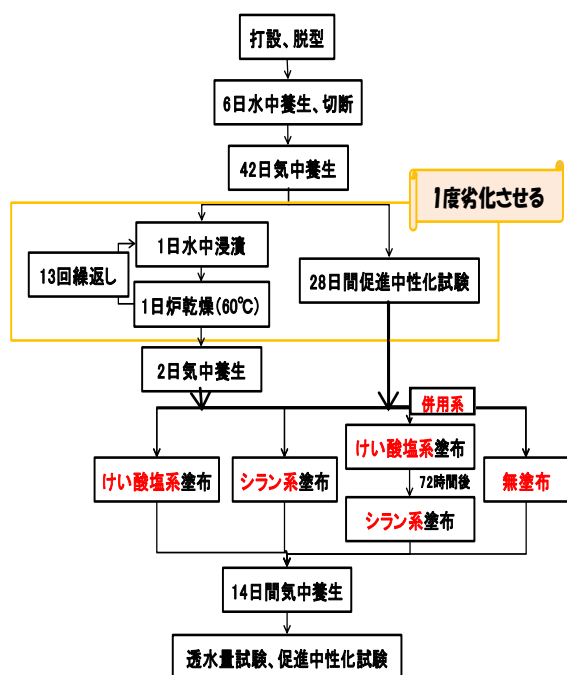 打設、脱型
6日水中養生、切断
42日気中養生
1度劣化させる
1日水中浸漬
13回繰返し
28日間促進中性化試験
1日炉乾燥(60℃)
2日気中養生
併用系
けい酸塩系塗布
けい酸塩系塗布
シラン系塗布
72時間後
無塗布
シラン系塗布
14日間気中養生
透水量試験、促進中性化試験